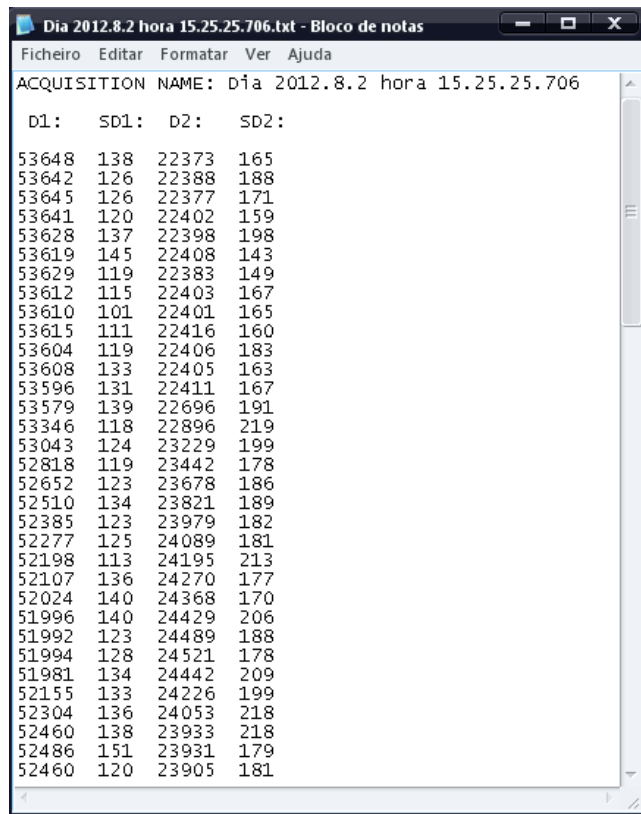 Dia 2012.8.2 hora 15.25.25.706.txt - Bloco de notas
Ficheiro Editar Formatar Ver Ajuda
ACQUISITION NAME: Dia 2012.8.2 hora 15.25.25.706
D1: SD1: D2: SD2:
53648 138 22373 165
53642 126 22388 188
53645 126 22377 171
53641 120 22402 159
53628 137 22398 198
53619 145 22408 143
53629 119 22383 149
53612 115 22403 167
53610 101 22401 165
53615 111 22416 160
53604 119 22406 183
53608 133 22405 163
53596 131 22411 167
53579 139 22696 191
53346 118 22896 219
53043 124 23229 199
52818 119 23442 178
52652 123 23678 186
52510 134 23821 189
52385 123 23979 182
52277 125 24089 181
52198 113 24195 213
52107 136 24270 177
52024 140 24368 170
51996 140 24429 206
51992 123 24489 188
51994 128 24521 178
51981 134 24442 209
52155 133 24226 199
52304 136 24053 218
52460 138 23933 218
52486 151 23931 179
52460 120 23905 181